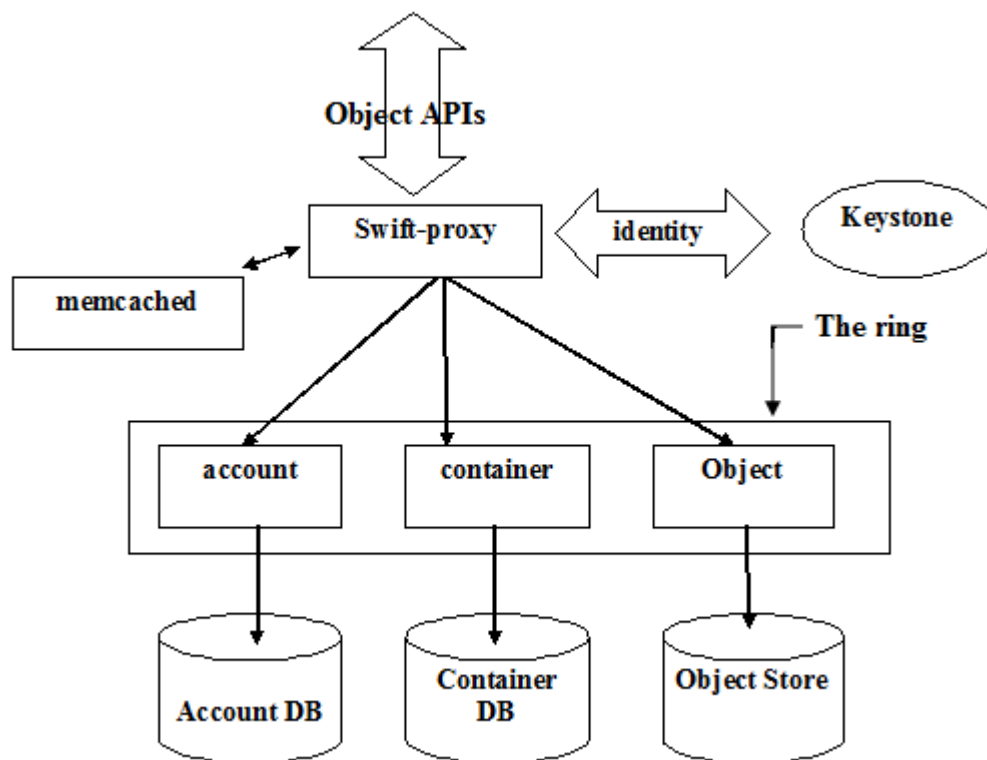 Object APIs
Swift-proxy
identity
Keystone
memcached
The ring
account
container
Object
Account DB
Container
DB
Object Store